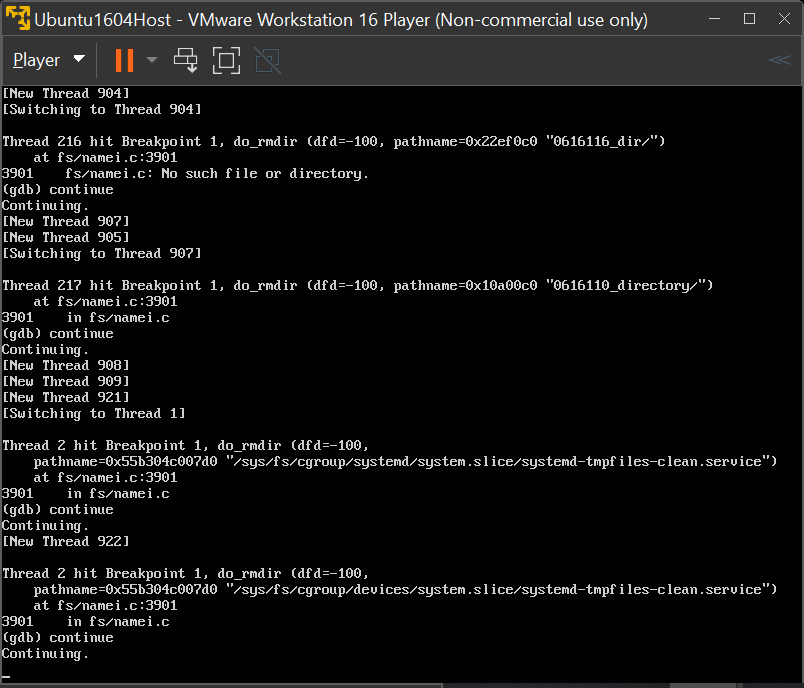 Ubuntu1604Host - VMware Workstation 16 Player (Non-commercial use only)
Player
[New Thread 904]
[Switching to Thread 904]
Thread 216 hit Breakpoint 1, do_rmdir (dfd=-100, pathname=0x22ef0c0 "0616116_dir/")
    at fs/namei.c:3901
3901    fs/namei.c: No such file or directory.
(gdb) continue
Continuing.
[New Thread 907]
[New Thread 905]
[Switching to Thread 907]
Thread 217 hit Breakpoint 1, do_rmdir (dfd=-100, pathname=0x10a00c0 "0616110_directory/")
    at fs/namei.c:3901
3901    in fs/namei.c
(gdb) continue
Continuing.
[New Thread 908]
[New Thread 909]
[New Thread 921]
[Switching to Thread 1]
Thread 2 hit Breakpoint 1, do_rmdir (dfd=-100,
    pathname=0x55b304c007d0 "/sys/fs/cgroup/systemd/system.slice/systemd-tmpfiles-clean.service")
    at fs/namei.c:3901
3901    in fs/namei.c
(gdb) continue
Continuing.
[New Thread 922]
Thread 2 hit Breakpoint 1, do_rmdir (dfd=-100,
    pathname=0x55b304c007d0 "/sys/fs/cgroup/devices/system.slice/systemd-tmpfiles-clean.service")
    at fs/namei.c:3901
3901    in fs/namei.c
(gdb) continue
Continuing.